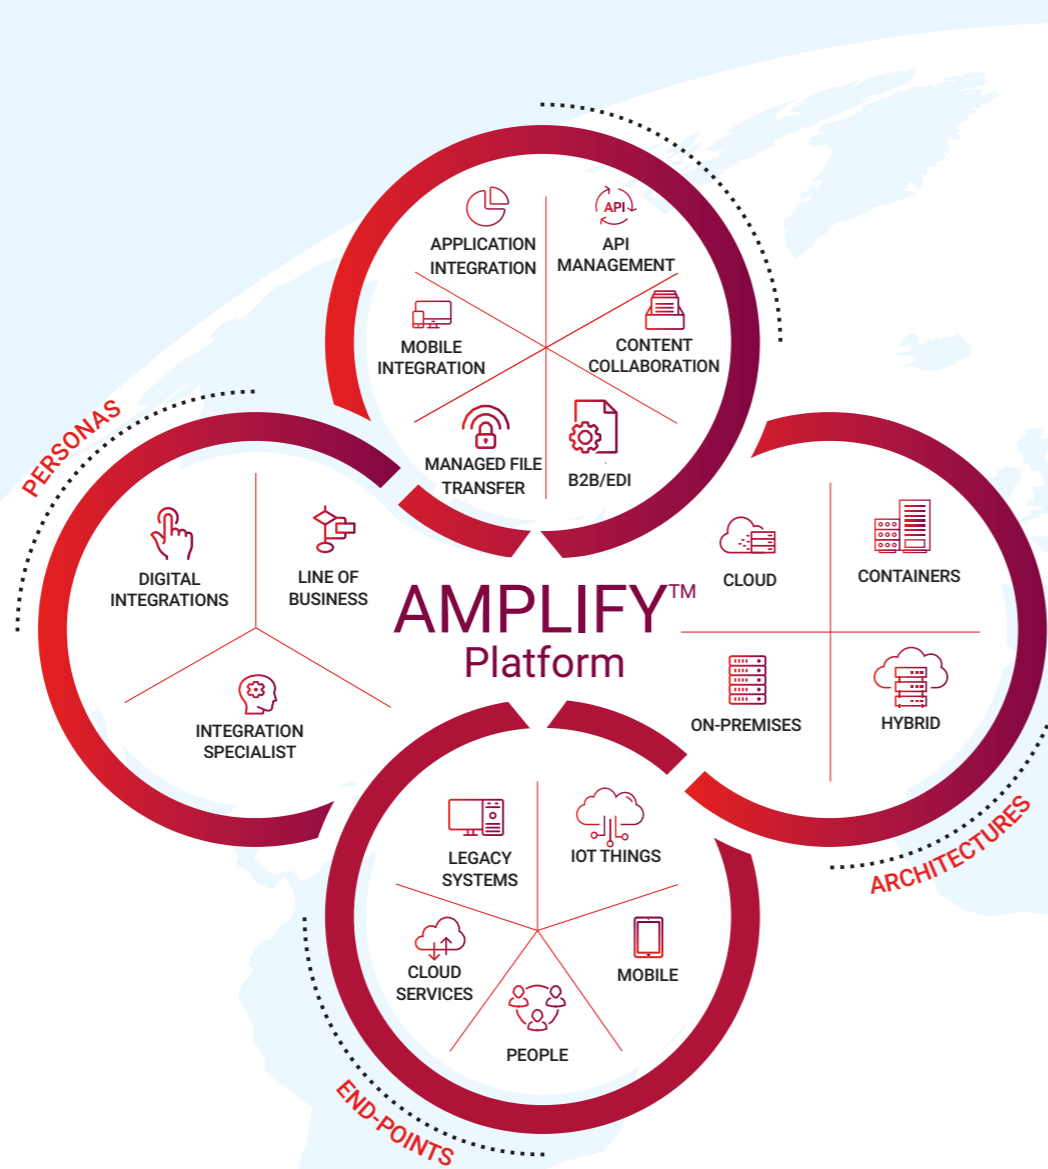 APPLICATION
INTEGRATION
API
API
MANAGEMENT
MOBILE
INTEGRATION
CONTENT
COLLABORATION
MANAGED FILE
TRANSFER
B2B/EDI
PERSONAS
DIGITAL
INTEGRATIONS
LINE OF
BUSINESS
INTEGRATION
SPECIALIST
AMPLIFY™
Platform
CLOUD
CONTAINERS
ON-PREMISES
HYBRID
ARCHITECTURES
LEGACY
SYSTEMS
IOT THINGS
CLOUD
SERVICES
MOBILE
PEOPLE
END-POINTS